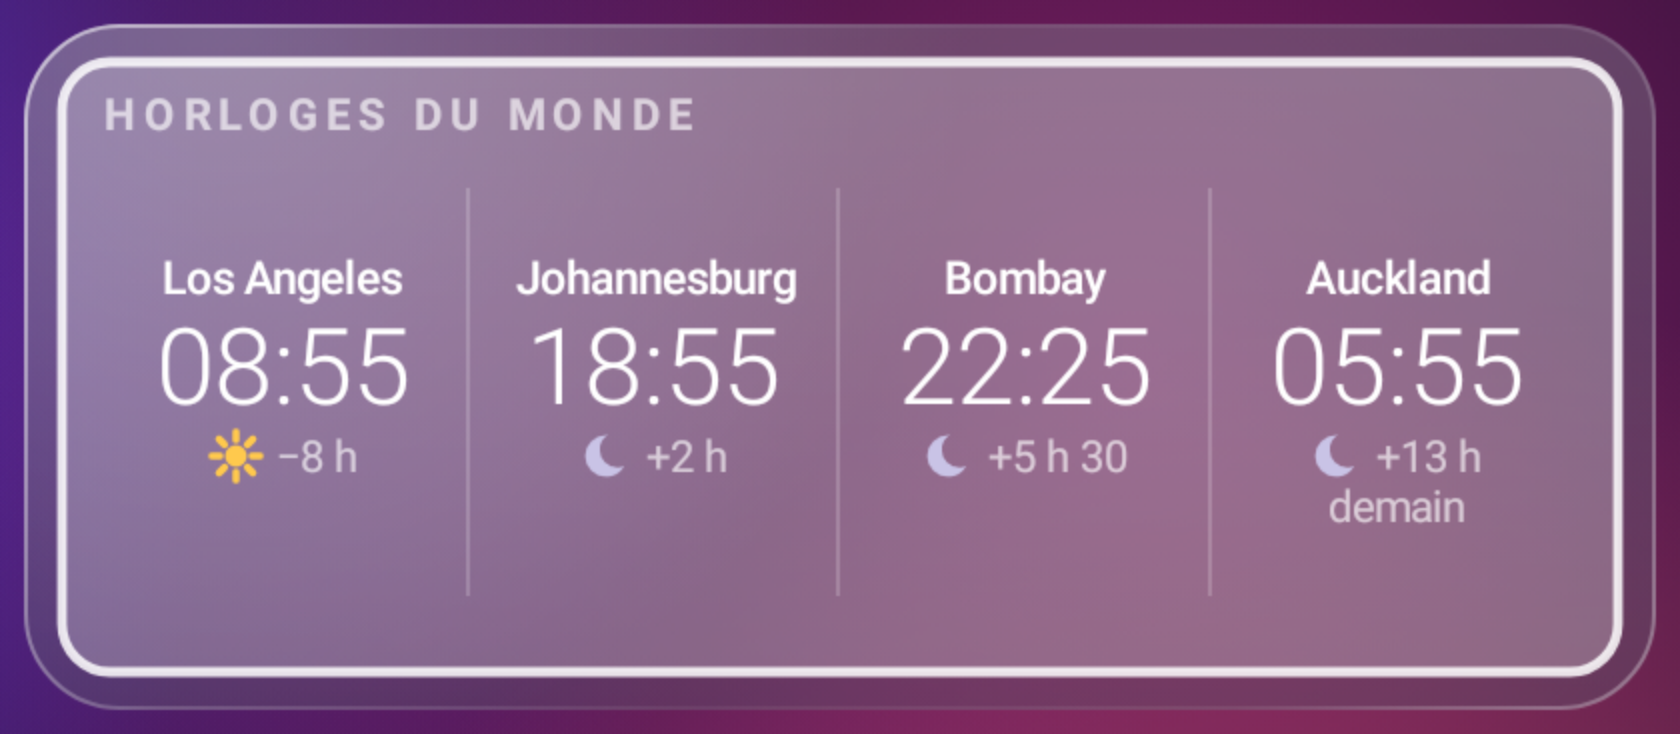 HORLOGES DU MONDE
Los Angeles
08:55
−8 h
Johannesburg
18:55
+2 h
Bombay
22:25
+5 h 30
Auckland
05:55
+13 h
demain